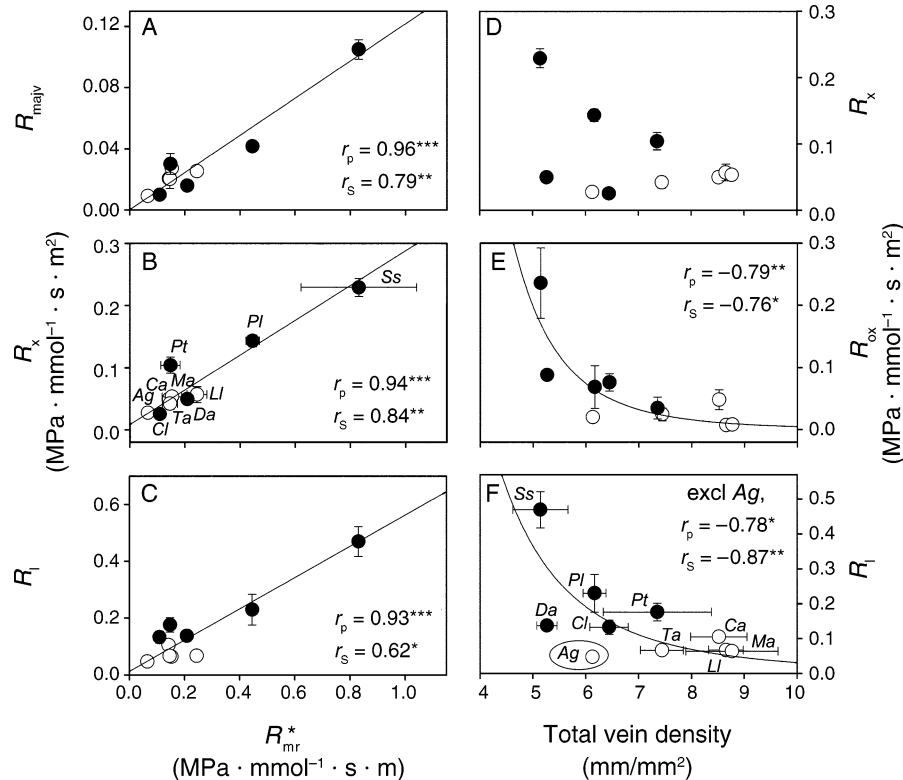 A
0.12
0.08
0.04
0.00
R_majv
r_p = 0.96***
r_S = 0.79**
D
0.3
0.2
0.1
0.0
R_x
B
0.3
0.2
0.1
0.0
R_x
(MPa · mmol⁻¹ · s · m²)
Ss
Pl
Pt
Ca Ma
Ag
Ll
Cl
Ta
Da
r_p = 0.94***
r_S = 0.84**
E
0.3
0.2
0.1
0.0
R_ox
(MPa · mmol⁻¹ · s · m²)
r_p = −0.79**
r_S = −0.76*
C
0.6
0.4
0.2
0.0
R_l
r_p = 0.93***
r_S = 0.62*
0.0 0.2 0.4 0.6 0.8 1.0
R*_mr
(MPa · mmol⁻¹ · s · m)
F
excl Ag,
r_p = −0.78*
r_S = −0.87**
0.5
0.4
0.3
0.2
0.1
0.0
R_l
Ss
Pl
Pt
Da
Cl
Ca
Ta
Ma
Ag
Ll
4 5 6 7 8 9 10
Total vein density
(mm/mm²)